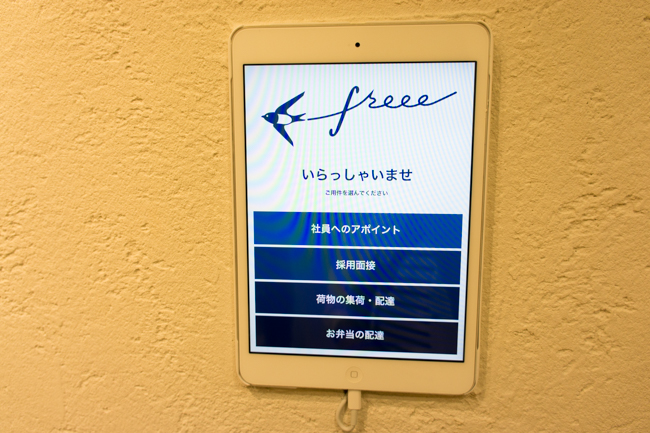 freee
いらっしゃいませ
ご用件を選んでください
社員へのアポイント
採用面接
荷物の集荷・配達
お弁当の配達